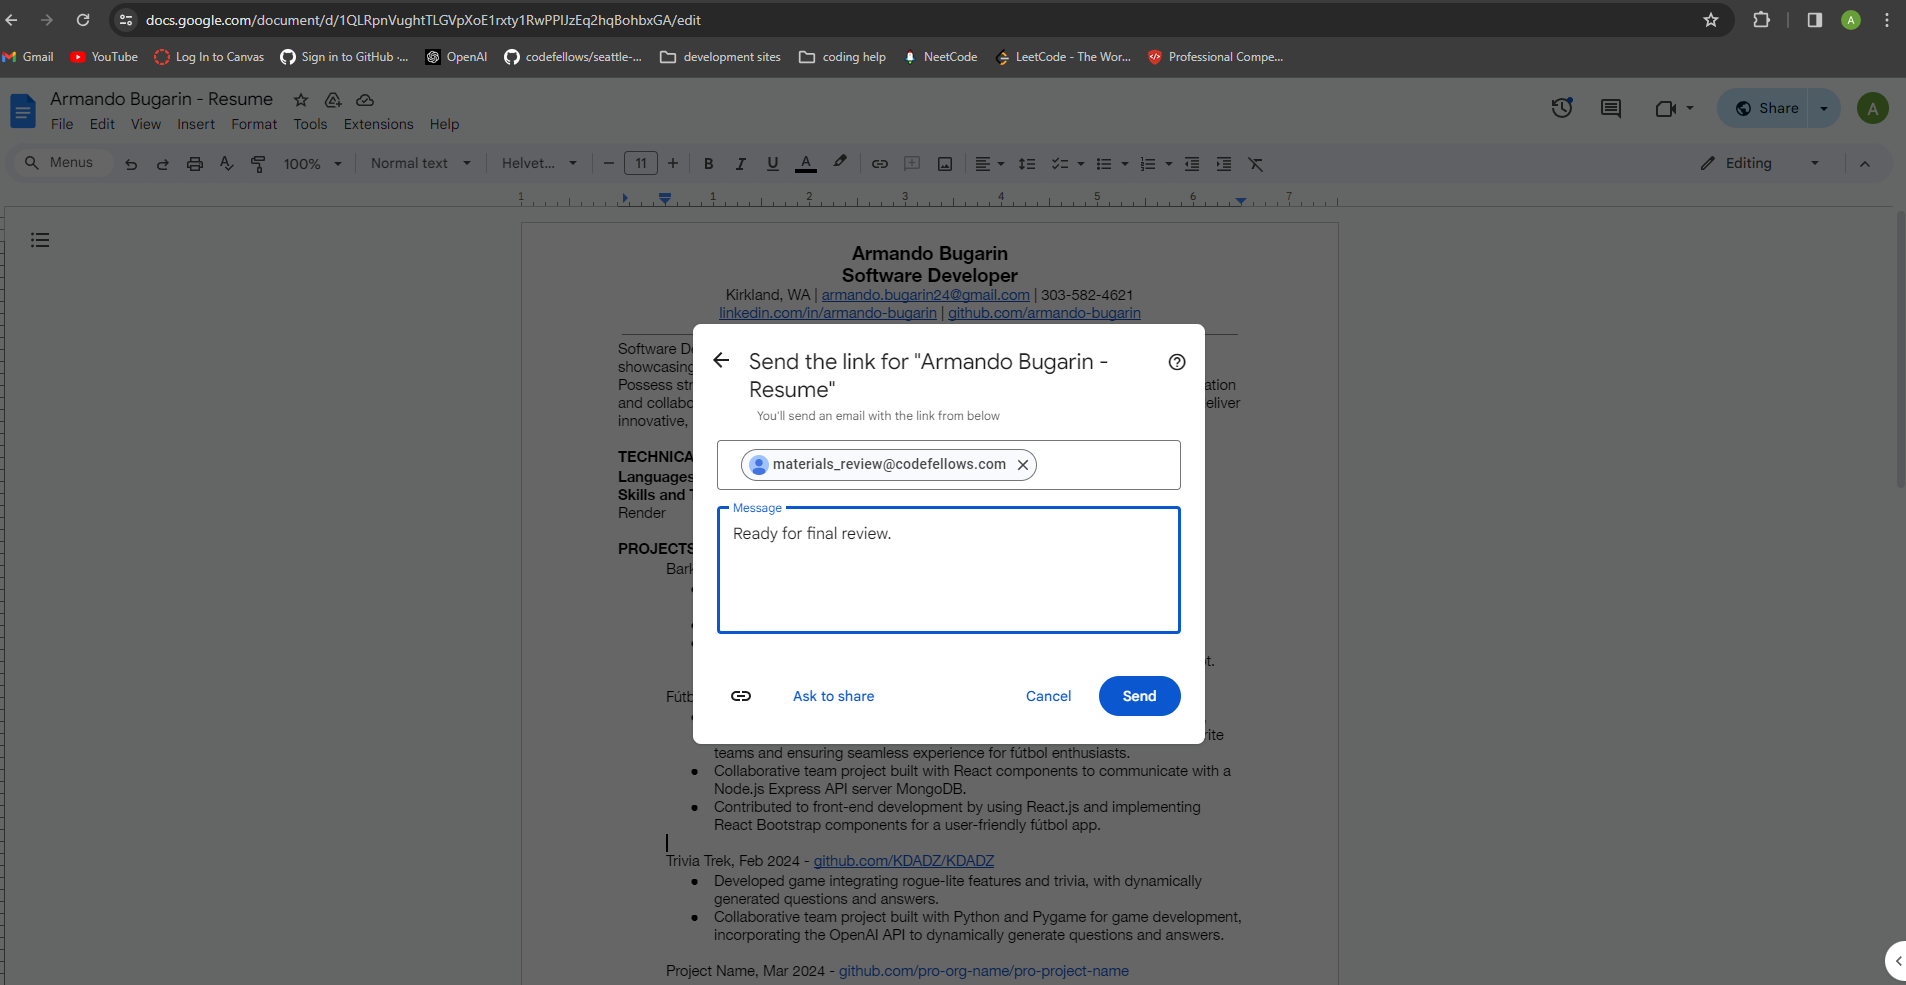 docs.google.com/document/d/1QLRpnVughtTLGVpXoE1rxty1RwPPIJzEq2hqBohbxGA/edit
A
Gmail YouTube Log In to Canvas Sign in to GitHub ·... OpenAI codefellows/seattle-... development sites coding help NeetCode LeetCode - The Wor... Professional Compe...
Armando Bugarin - Resume
File Edit View Insert Format Tools Extensions Help
Share
A
Menus 100% Normal text Helvet... 11 B I U A Editing
1 1 2 3 4 5 6 7
Armando Bugarin
Software Developer
Kirkland, WA | armando.bugarin24@gmail.com | 303-582-4621
linkedin.com/in/armando-bugarin | github.com/armando-bugarin
Software De
showcasing
Possess str ation
and collabo eliver
innovative,
TECHNICA
Languages
Skills and T
Render
PROJECTS
Bark
t.
Fútb
Send the link for "Armando Bugarin -
Resume"
You'll send an email with the link from below
materials_review@codefellows.com
Message
Ready for final review.
Ask to share Cancel Send
rite
teams and ensuring seamless experience for fútbol enthusiasts.
● Collaborative team project built with React components to communicate with a
Node.js Express API server MongoDB.
● Contributed to front-end development by using React.js and implementing
React Bootstrap components for a user-friendly fútbol app.
Trivia Trek, Feb 2024 - github.com/KDADZ/KDADZ
● Developed game integrating rogue-lite features and trivia, with dynamically
generated questions and answers.
● Collaborative team project built with Python and Pygame for game development,
incorporating the OpenAI API to dynamically generate questions and answers.
Project Name, Mar 2024 - github.com/pro-org-name/pro-project-name